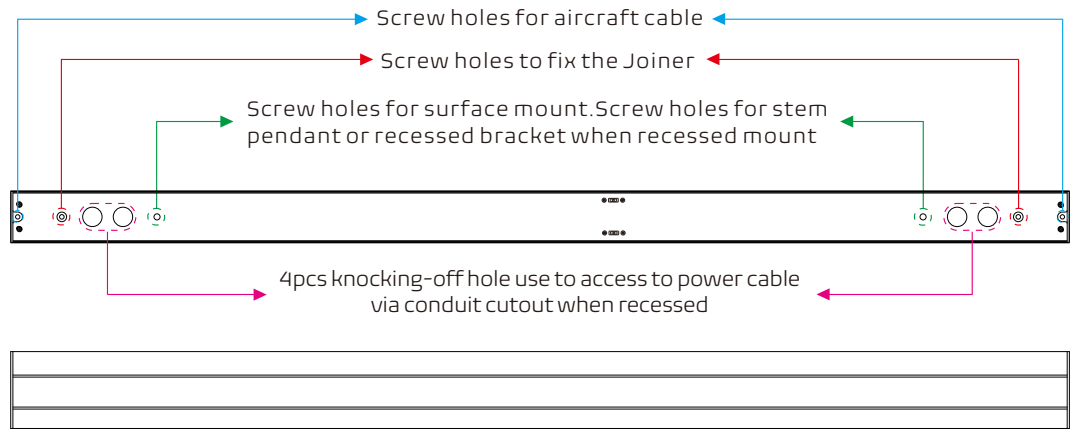 Screw holes for aircraft cable
Screw holes to fix the Joiner
Screw holes for surface mount.Screw holes for stem
pendant or recessed bracket when recessed mount
4pcs knocking-off hole use to access to power cable
via conduit cutout when recessed